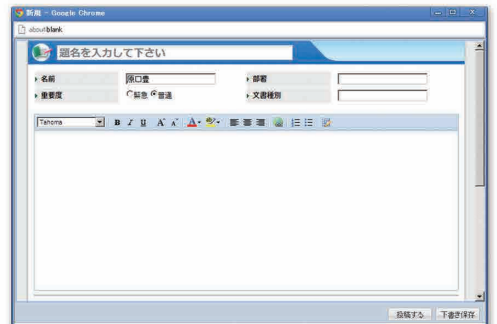 新規 - Google Chrome
about:blank
題名を入力して下さい
名前 原口豊 部署
重要度 緊急 普通 文書種別
Tahoma B I U A A A
投稿する 下書き保存